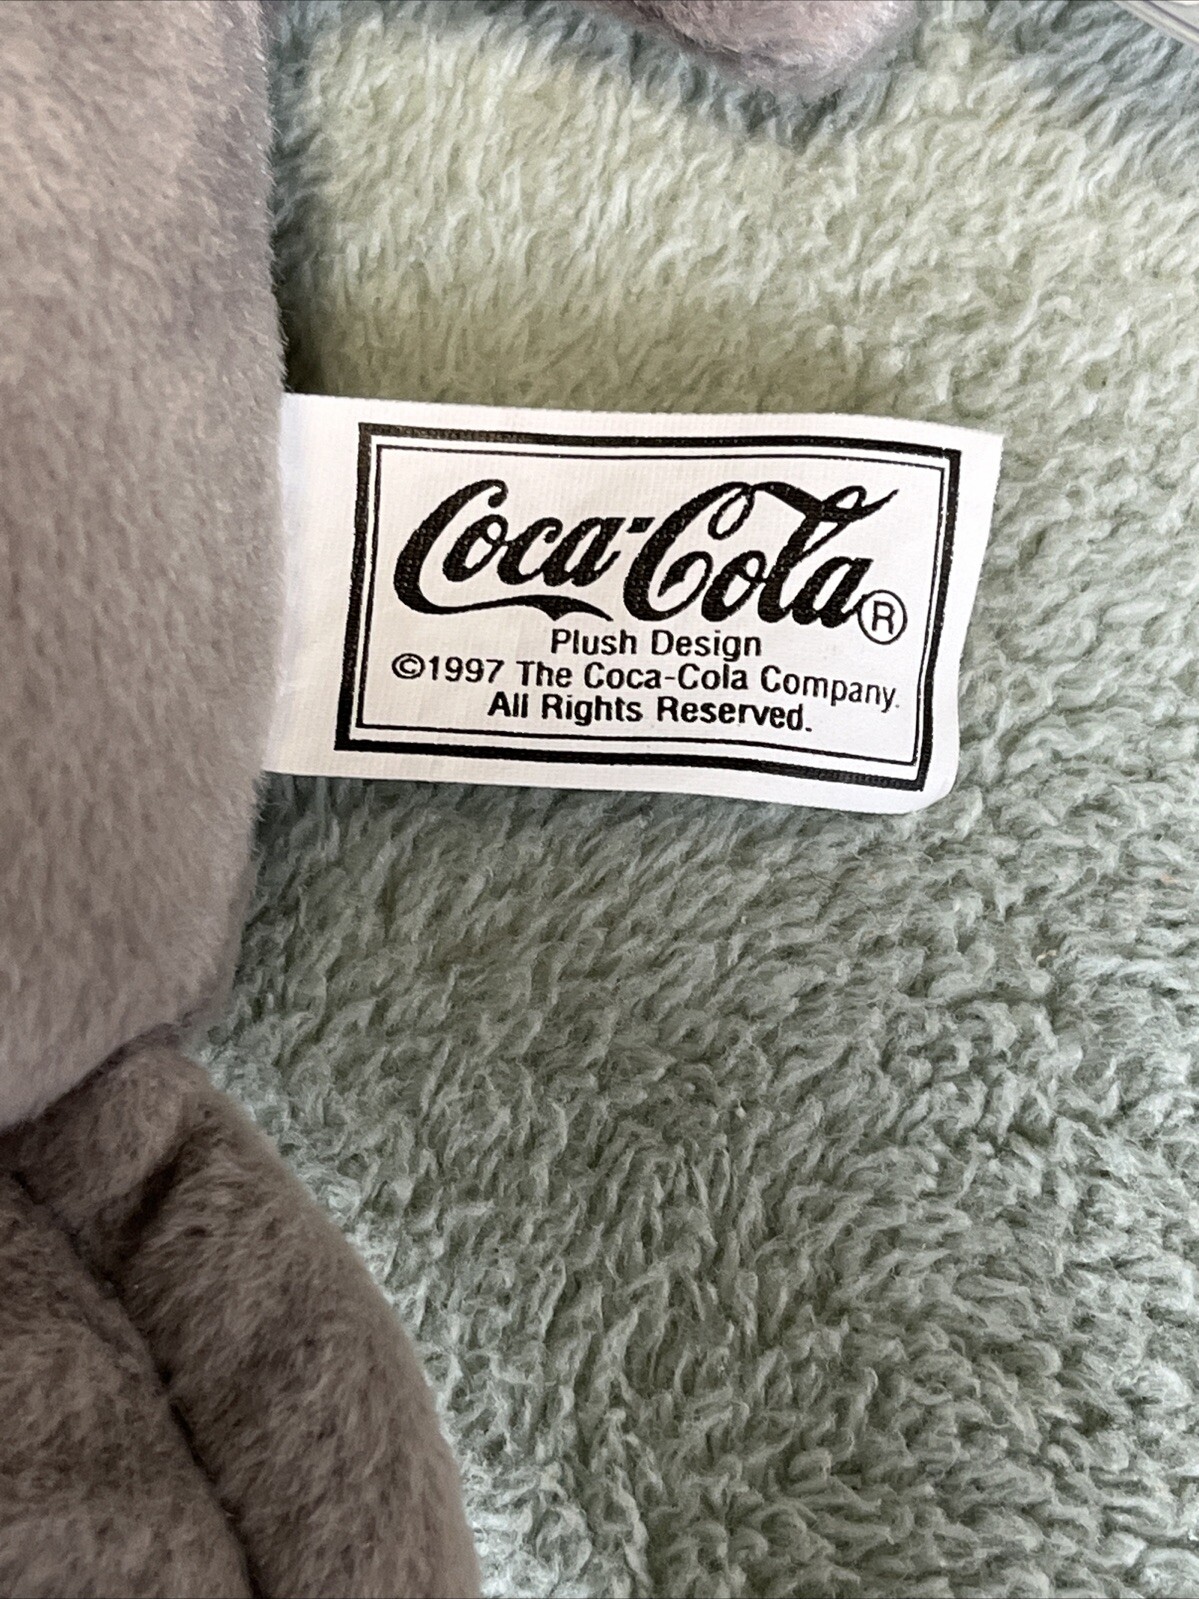 Coca-Cola®
Plush Design
©1997 The Coca-Cola Company.
All Rights Reserved.